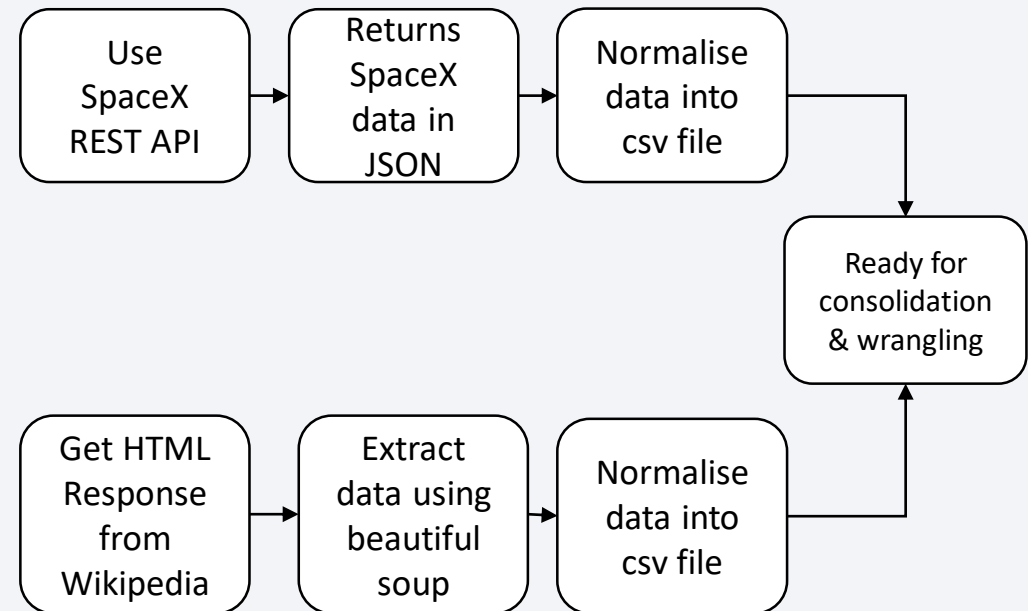 Use
SpaceX
REST API
Returns
SpaceX
data in
JSON
Normalise
data into
csv file
Ready for
consolidation
& wrangling
Get HTML
Response
from
Wikipedia
Extract
data using
beautiful
soup
Normalise
data into
csv file